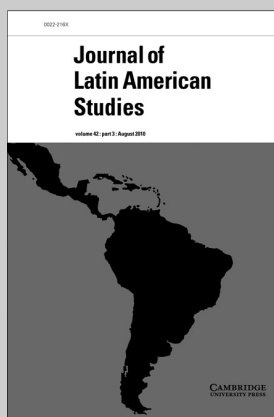 0022-216X
Journal of
Latin American
Studies
volume 42 : part 3 : August 2010
CAMBRIDGE
UNIVERSITY PRESS